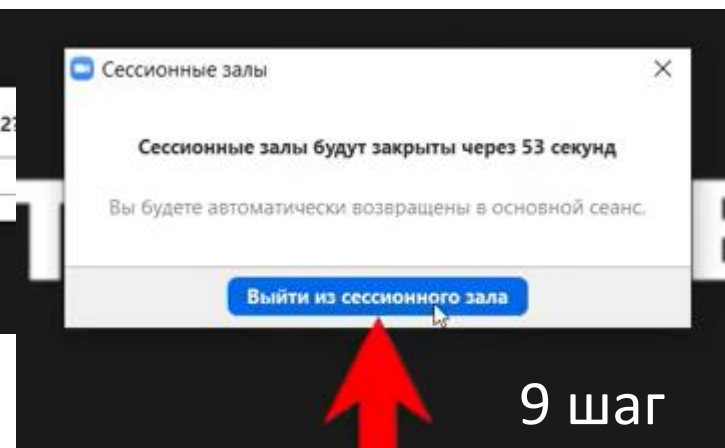 Сессионные залы
2?
Сессионные залы будут закрыты через 53 секунд
Вы будете автоматически возвращены в основной сеанс.
Выйти из сессионного зала
9 шаг